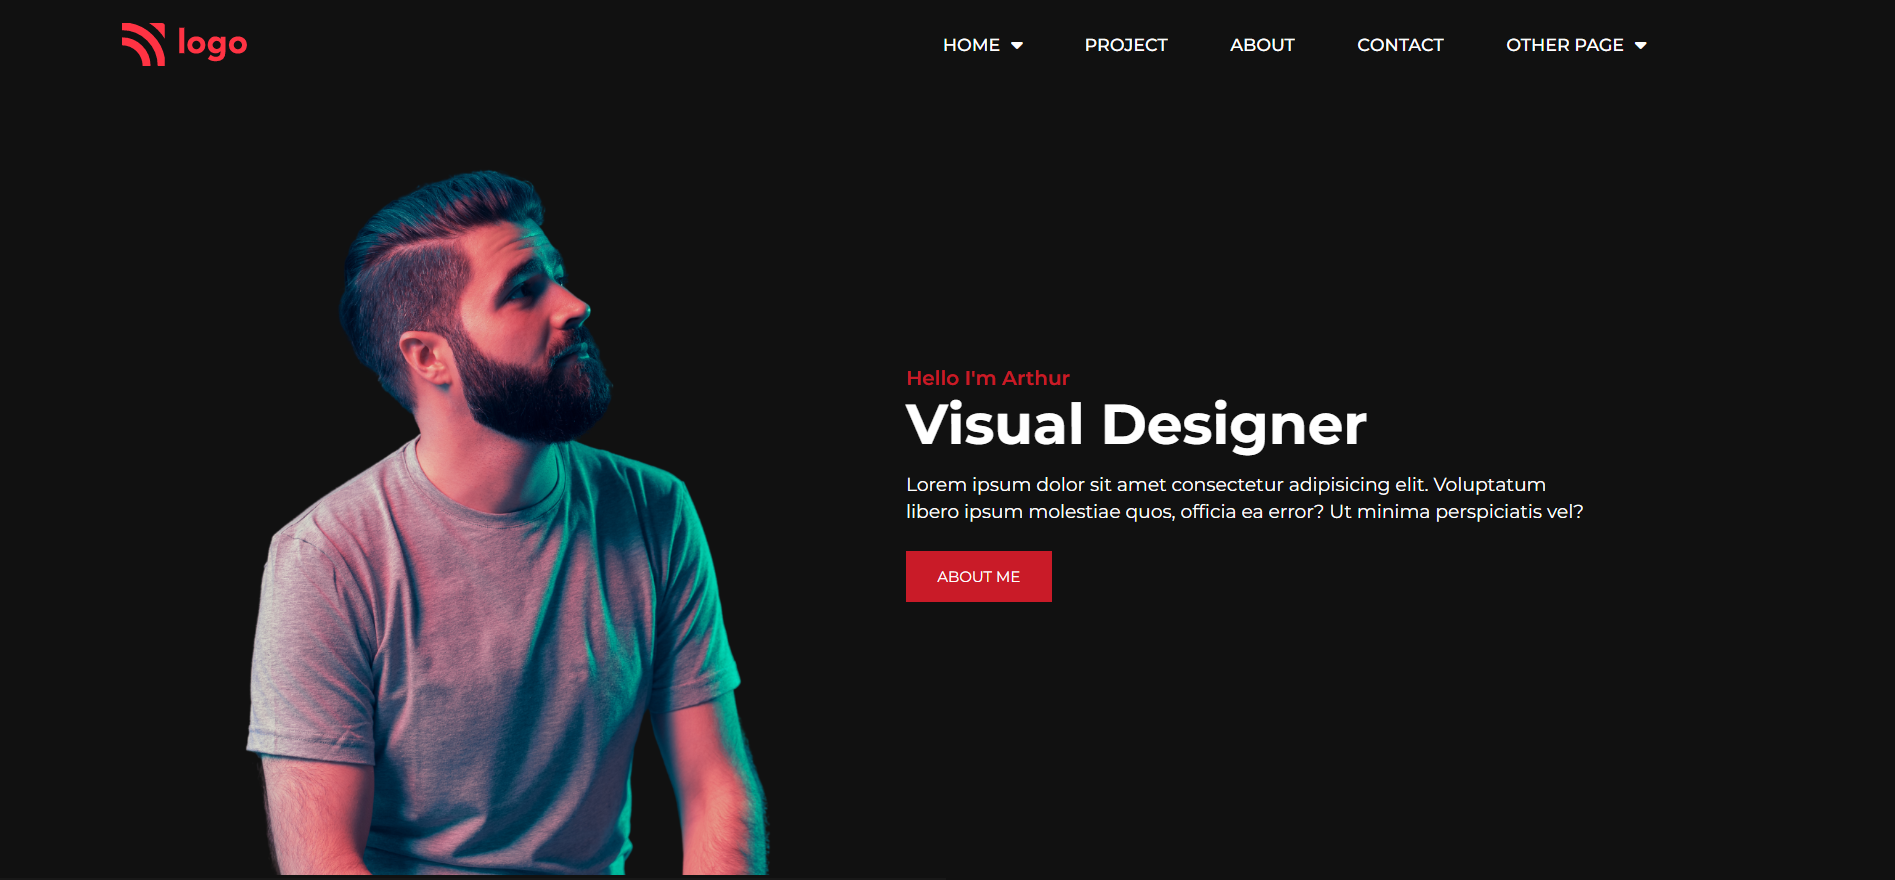 logo
HOME
PROJECT
ABOUT
CONTACT
OTHER PAGE
Hello I'm Arthur
Visual Designer
Lorem ipsum dolor sit amet consectetur adipisicing elit. Voluptatum
libero ipsum molestiae quos, officia ea error? Ut minima perspiciatis vel?
ABOUT ME